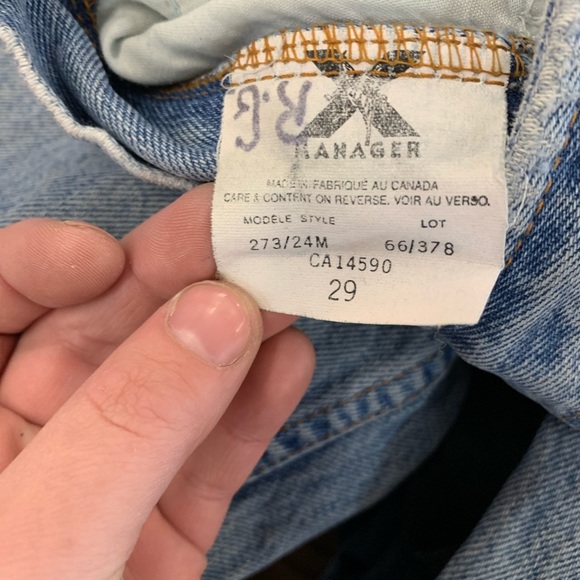 R.G.
X
MANAGER
MADE IN FABRIQUÉ AU CANADA
CARE & CONTENT ON REVERSE. VOIR AU VERSO.
MODÈLE STYLE LOT
273/24M 66/378
CA14590
29